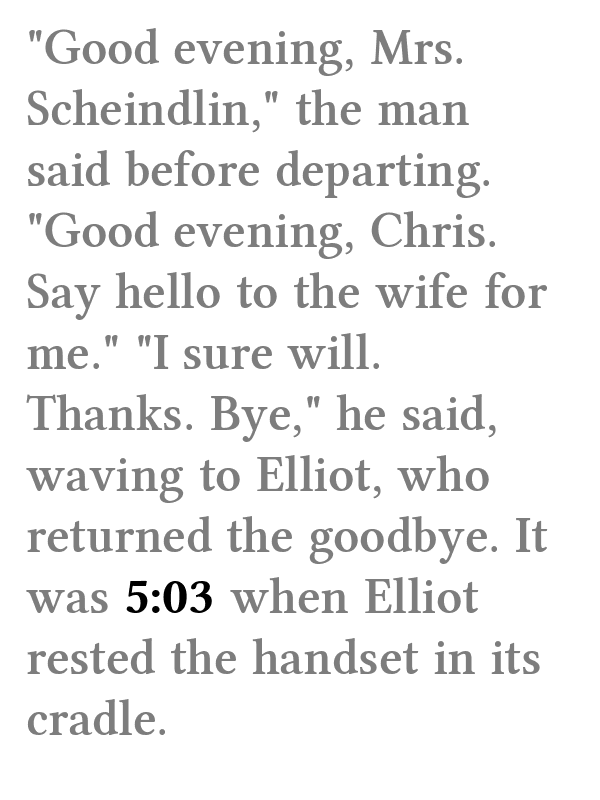 "Good evening, Mrs.
Scheindlin," the man
said before departing.
"Good evening, Chris.
Say hello to the wife for
me." "I sure will.
Thanks. Bye," he said,
waving to Elliot, who
returned the goodbye. It
was 5:03 when Elliot
rested the handset in its
cradle.